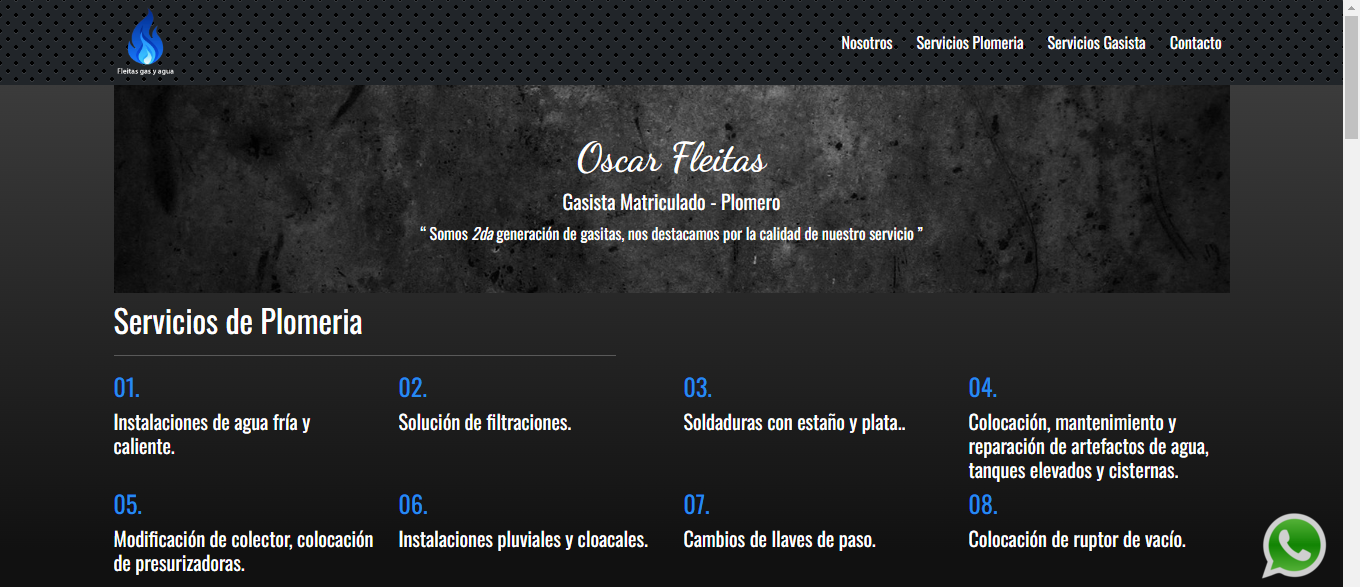 Fleitas gas y agua
Nosotros Servicios Plomeria Servicios Gasista Contacto
Oscar Fleitas
Gasista Matriculado - Plomero
“ Somos 2da generación de gasitas, nos destacamos por la calidad de nuestro servicio ”
Servicios de Plomeria
01.
Instalaciones de agua fría y
caliente.
02.
Solución de filtraciones.
03.
Soldaduras con estaño y plata..
04.
Colocación, mantenimiento y
reparación de artefactos de agua,
tanques elevados y cisternas.
05.
Modificación de colector, colocación
de presurizadoras.
06.
Instalaciones pluviales y cloacales.
07.
Cambios de llaves de paso.
08.
Colocación de ruptor de vacío.